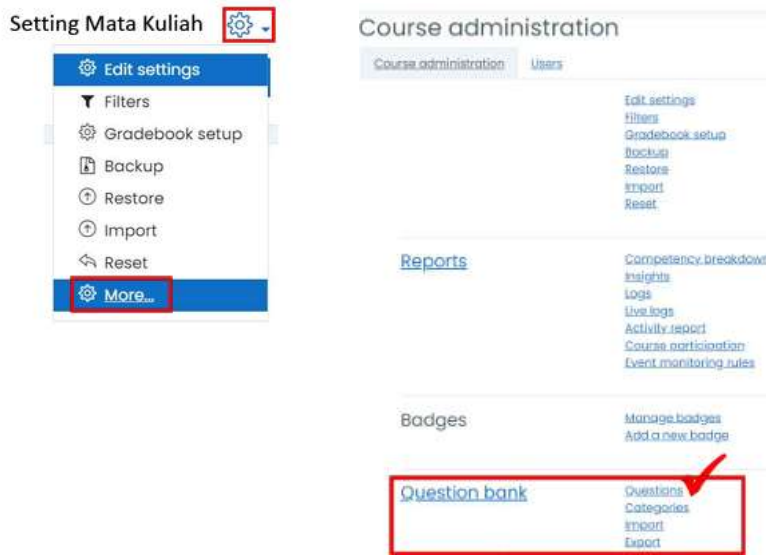 Setting Mata Kuliah
Edit settings
Filters
Gradebook setup
Backup
Restore
Import
Reset
More...
Course administration
Course administration Users
Edit settings
Filters
Gradebook setup
Backup
Restore
Import
Reset
Reports
Competency breakdown
Insights
Logs
Live logs
Activity report
Course participation
Event monitoring rules
Badges
Manage badges
Add a new badge
Question bank
Questions
Categories
Import
Export